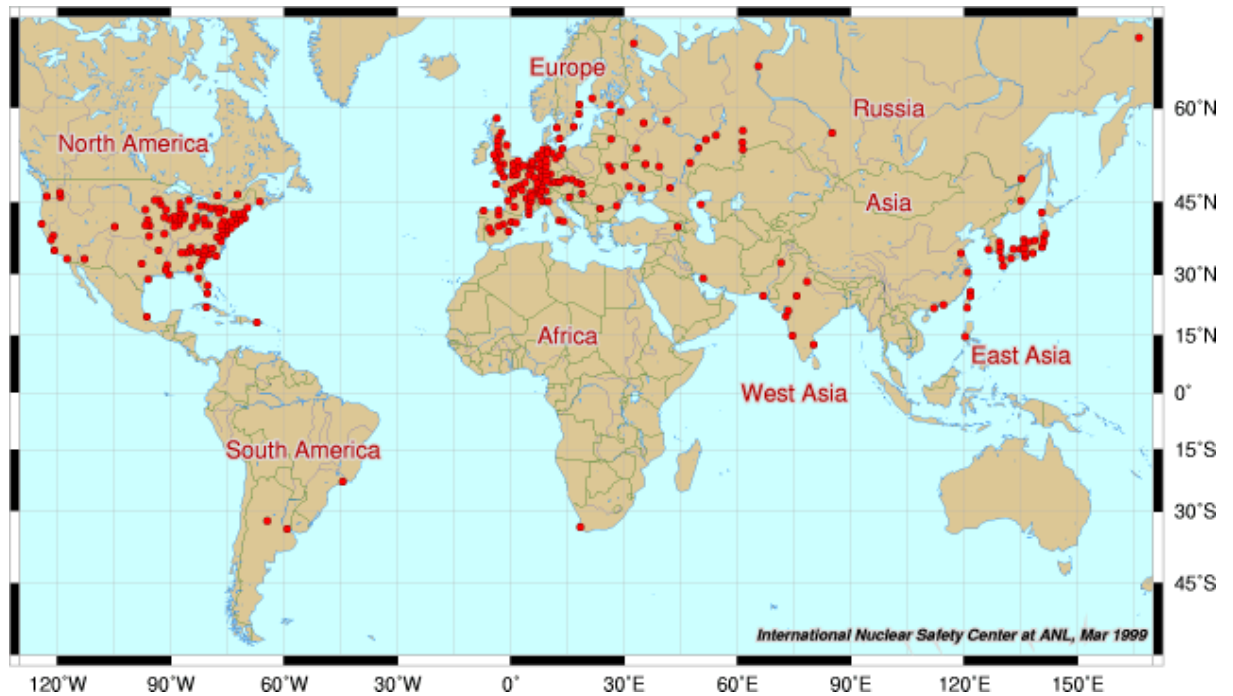 Europe
Russia
60˚N
North America
Asia
45˚N
30˚N
Africa
15˚N
East Asia
West Asia
0˚
South America
15˚S
30˚S
45˚S
International Nuclear Safety Center at ANL, Mar 1999
120˚W 90˚W 60˚W 30˚W 0˚ 30˚E 60˚E 90˚E 120˚E 150˚E